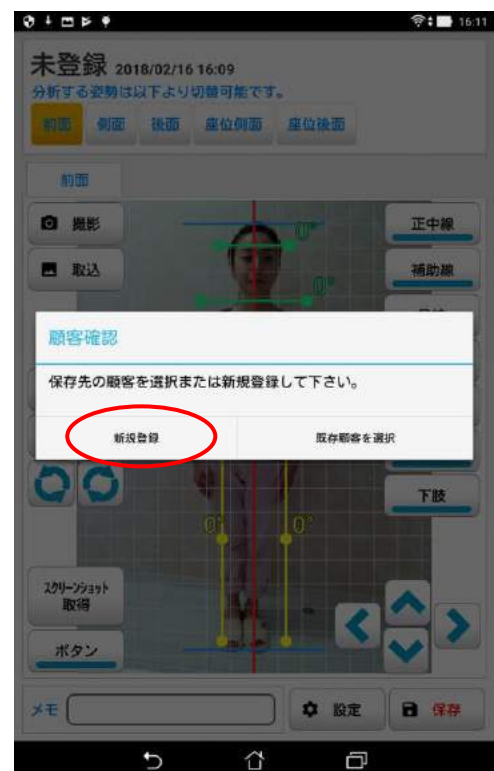 16:11
未登録 2018/02/16 16:09
分析する姿勢は以下より切替可能です。
前面 側面 後面 座位側面 座位後面
前面
撮影
正中線
0°
取込
補助線
0°
顧客確認
保存先の顧客を選択または新規登録して下さい。
新規登録
既存顧客を選択
下肢
0°
0°
スクリーンショット
取得
ボタン
メモ
設定
保存